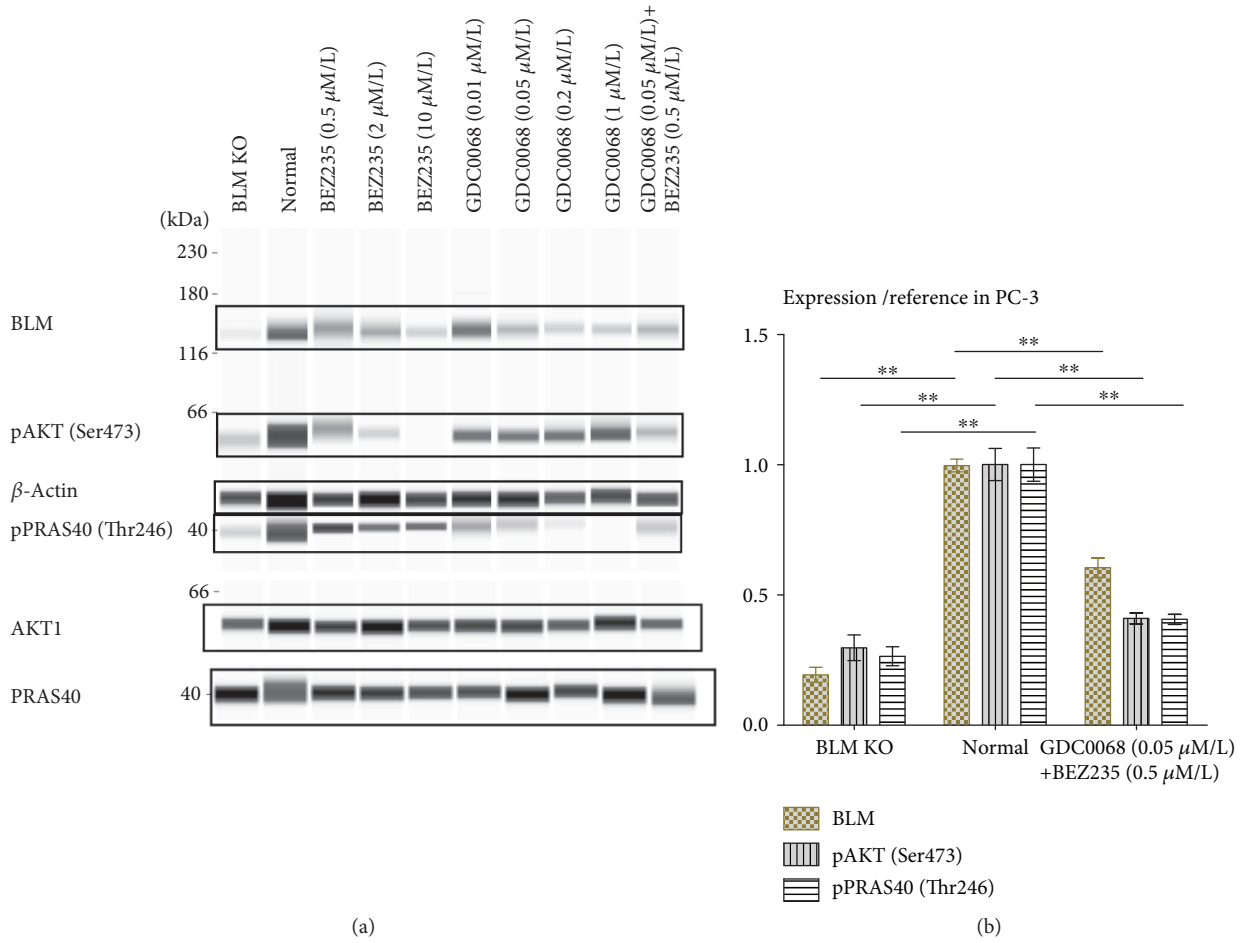 BLM KO
Normal
BEZ235 (0.5 μM/L)
BEZ235 (2 μM/L)
BEZ235 (10 μM/L)
GDC0068 (0.01 μM/L)
GDC0068 (0.05 μM/L)
GDC0068 (0.2 μM/L)
GDC0068 (1 μM/L)
GDC0068 (0.05 μM/L)+
BEZ235 (0.5 μM/L)
(kDa)
230
180
BLM
116
66
pAKT (Ser473)
β-Actin
pPRAS40 (Thr246) 40
66
AKT1
PRAS40 40
(a)
Expression /reference in PC-3
1.5
**
**
**
**
**
**
1.0
0.5
0.0
BLM KO Normal GDC0068 (0.05 μM/L)
+BEZ235 (0.5 μM/L)
BLM
pAKT (Ser473)
pPRAS40 (Thr246)
(b)